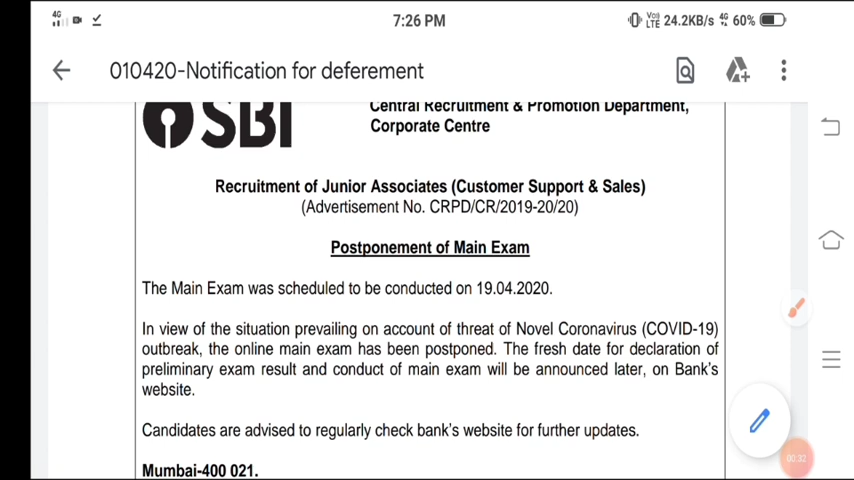 4G 7:26 PM Vo) LTE 24.2KB/s 4G 60%
010420-Notification for deferement
SBI
Central Recruitment & Promotion Department,
Corporate Centre
Recruitment of Junior Associates (Customer Support & Sales)
(Advertisement No. CRPD/CR/2019-20/20)
Postponement of Main Exam
The Main Exam was scheduled to be conducted on 19.04.2020.
In view of the situation prevailing on account of threat of Novel Coronavirus (COVID-19)
outbreak, the online main exam has been postponed. The fresh date for declaration of
preliminary exam result and conduct of main exam will be announced later, on Bank's
website.
Candidates are advised to regularly check bank's website for further updates.
00:32
Mumbai-400 021.